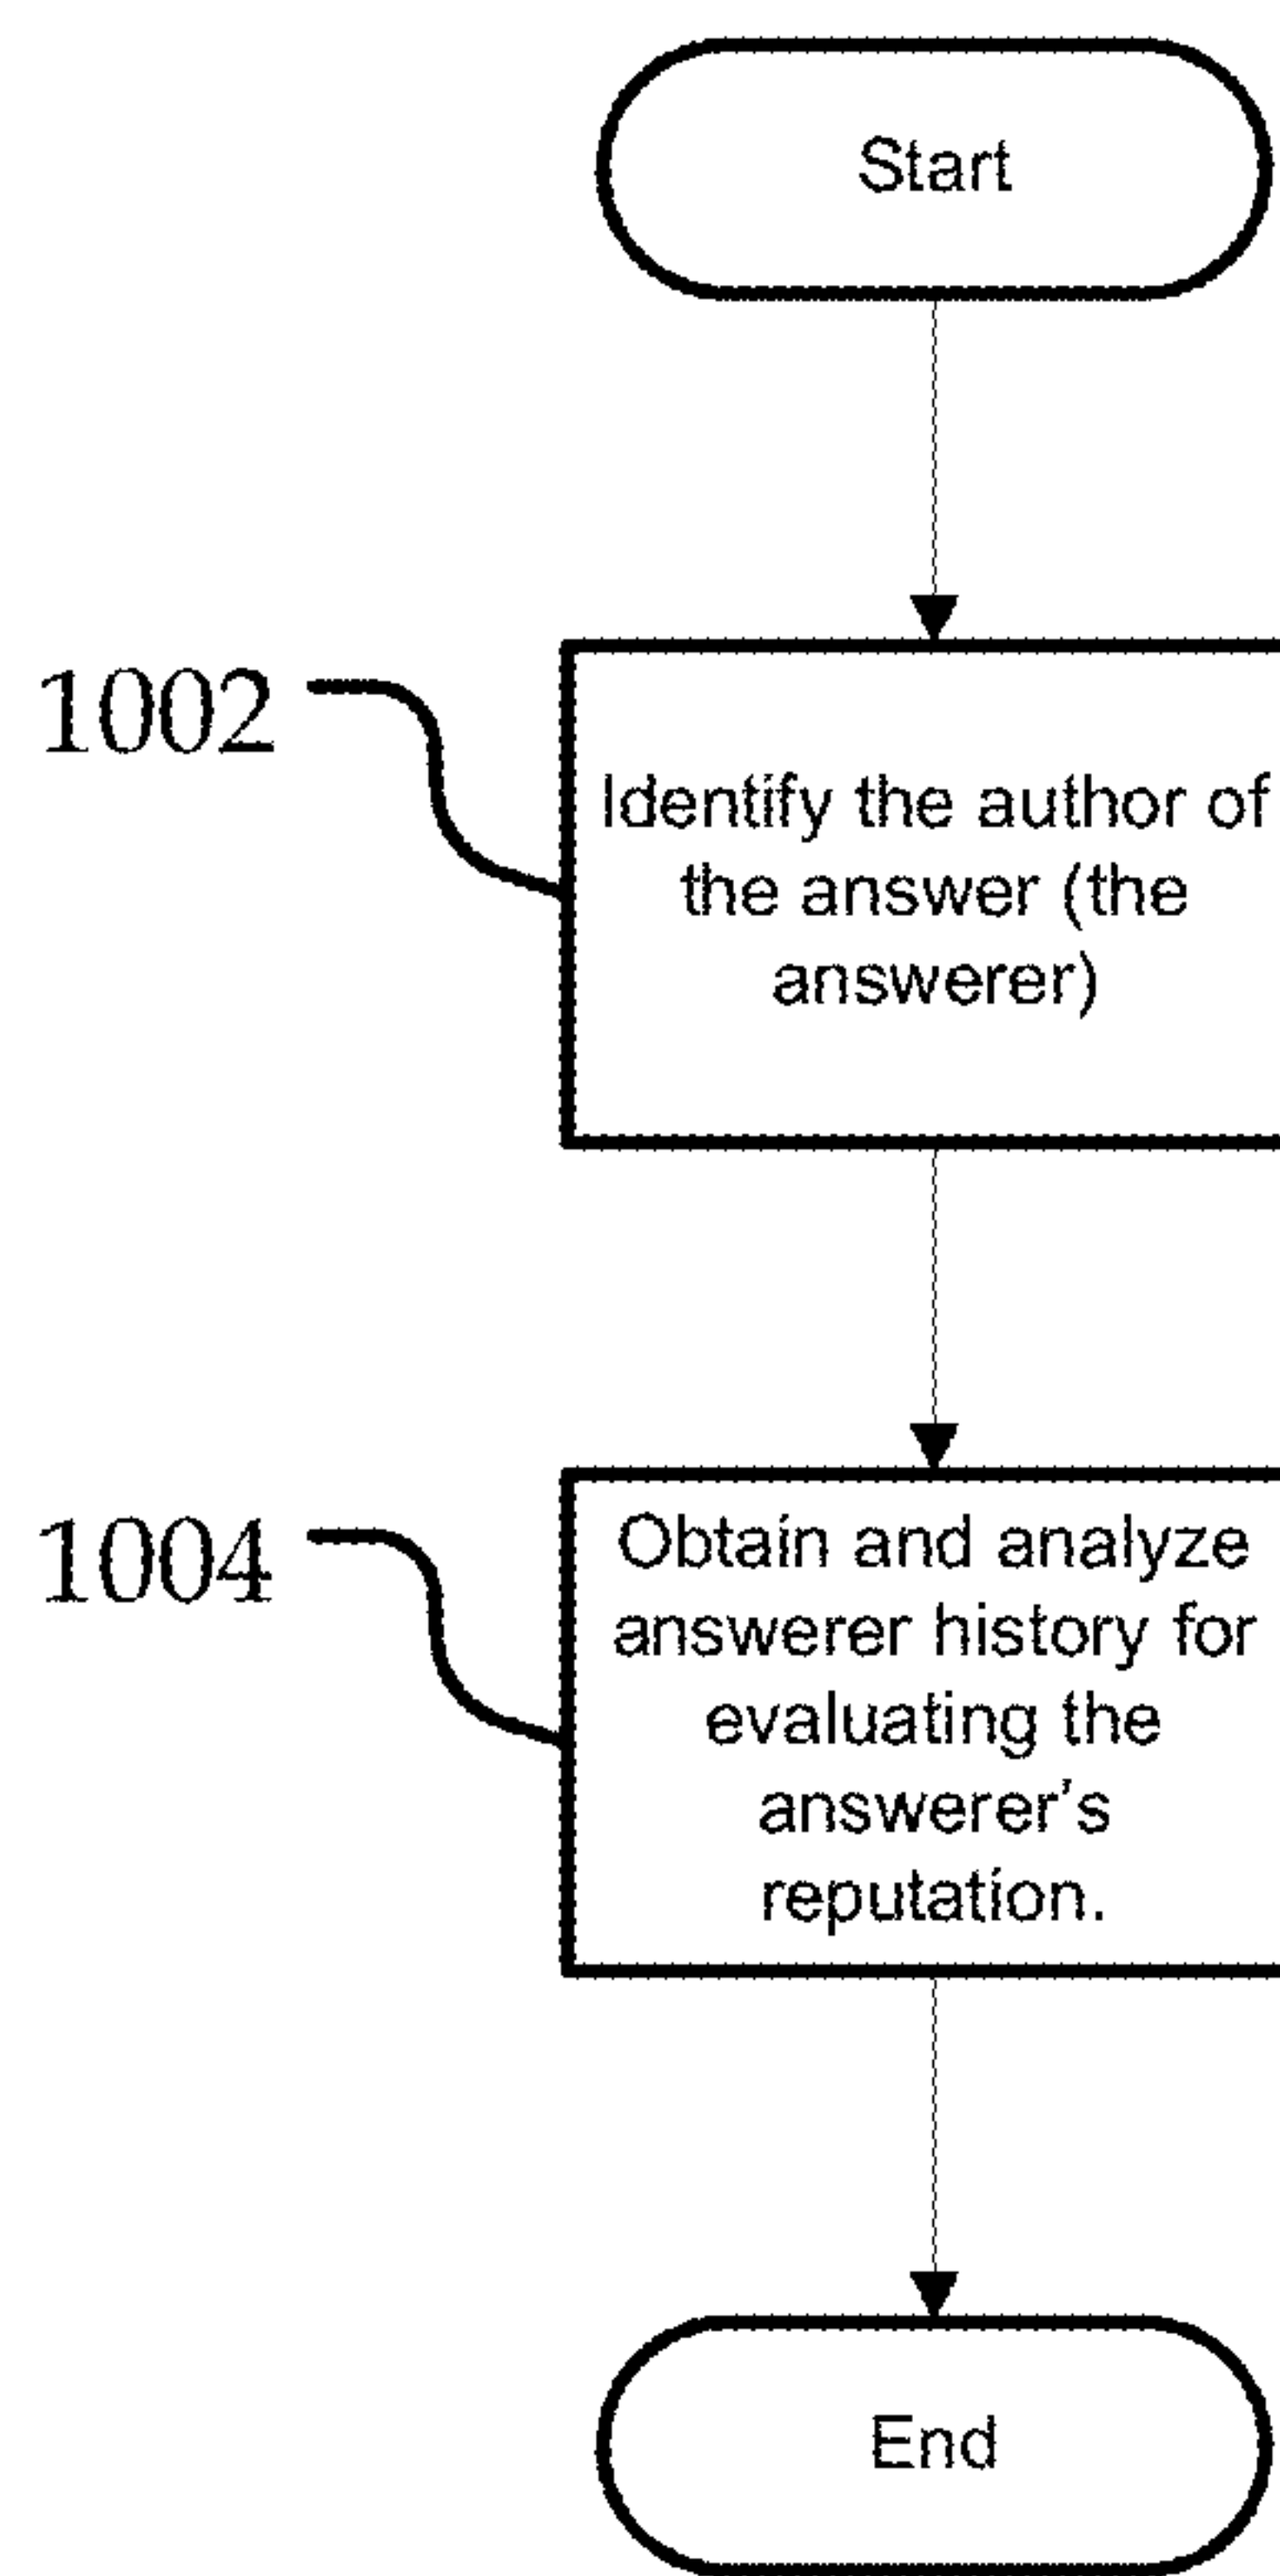 Start
1002
Identify the author of
the answer (the
answerer)
1004
Obtain and analyze
answerer history for
evaluating the
answerer's
reputation.
End